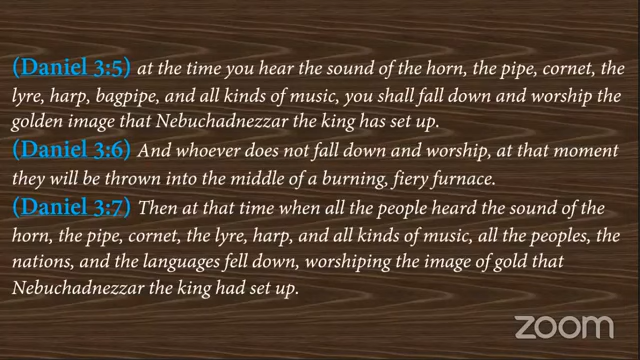 (Daniel 3:5) at the time you hear the sound of the horn, the pipe, cornet, the
lyre, harp, bagpipe, and all kinds of music, you shall fall down and worship the
golden image that Nebuchadnezzar the king has set up.
(Daniel 3:6) And whoever does not fall down and worship, at that moment
they will be thrown into the middle of a burning, fiery furnace.
(Daniel 3:7) Then at that time when all the people heard the sound of the
horn, the pipe, cornet, the lyre, harp, and all kinds of music, all the peoples, the
nations, and the languages fell down, worshiping the image of gold that
Nebuchadnezzar the king had set up.
zoom